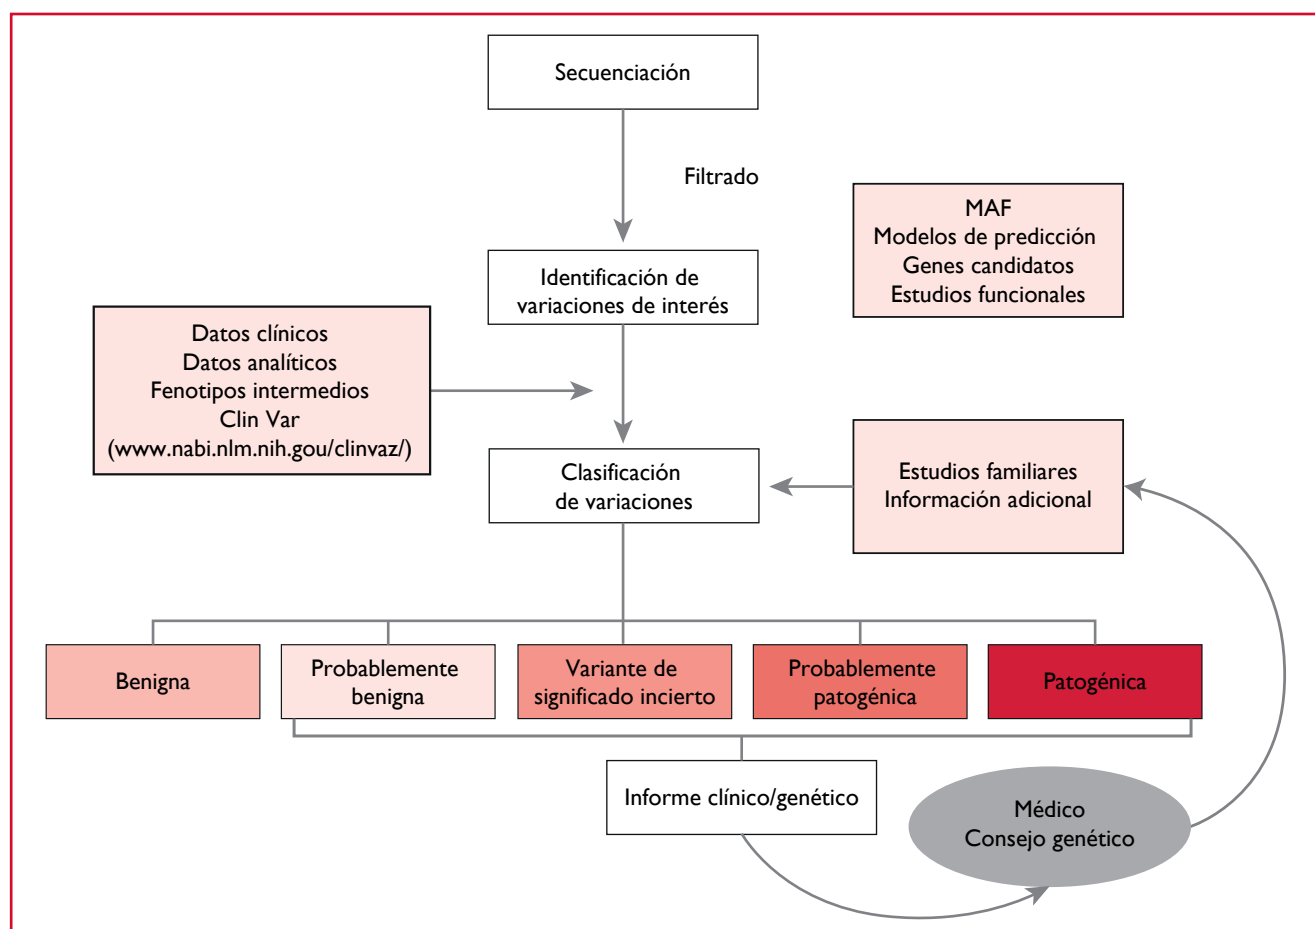 Secuenciación
Filtrado
MAF
Modelos de predicción
Genes candidatos
Estudios funcionales
Identificación de
variaciones de interés
Datos clínicos
Datos analíticos
Fenotipos intermedios
Clin Var
(www.nabi.nlm.nih.gou/clinvaz/)
Clasificación
de variaciones
Estudios familiares
Información adicional
Benigna
Probablemente
benigna
Variante de
significado incierto
Probablemente
patogénica
Patogénica
Informe clínico/genético
Médico
Consejo genético